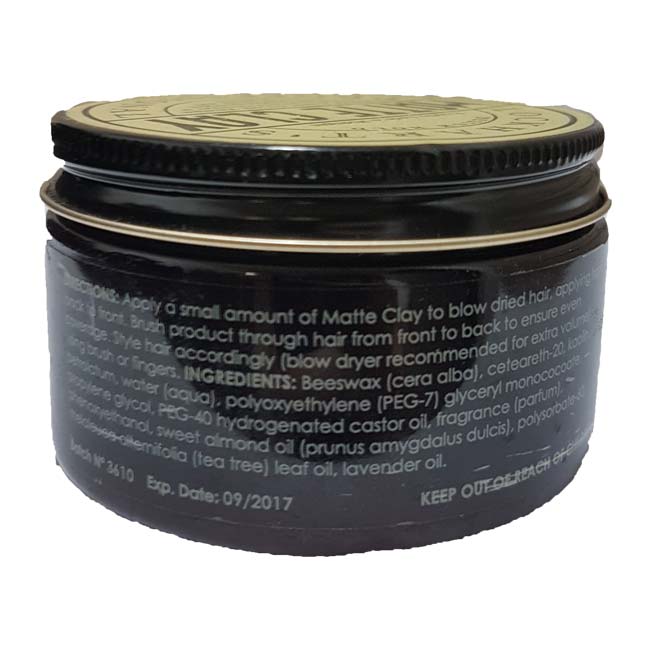 CLAY
DIRECTIONS: Apply a small amount of Matte Clay to blow dried hair, applying
back to front. Brush product through hair from front to back to ensure even
coverage. Style hair accordingly (blow dryer recommended for extra volume)
using brush or fingers. INGREDIENTS: Beeswax (cera alba), ceteareth-20, kaolin,
water (aqua), polyoxyethylene (PEG-7) glyceryl monococoate
propylene glycol, PEG-40 hydrogenated castor oil, fragrance (parfum),
phenoxyethanol, sweet almond oil (prunus amygdalus dulcis), polysorbate-80,
alternifolia (tea tree) leaf oil, lavender oil.
Batch Nº 3610 Exp. Date: 09/2017 KEEP OUT OF REACH OF